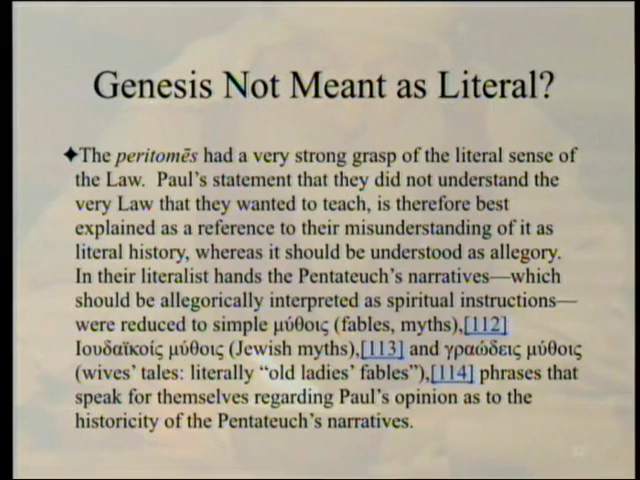 Genesis Not Meant as Literal?
✦The peritomēs had a very strong grasp of the literal sense of
the Law. Paul's statement that they did not understand the
very Law that they wanted to teach, is therefore best
explained as a reference to their misunderstanding of it as
literal history, whereas it should be understood as allegory.
In their literalist hands the Pentateuch's narratives—which
should be allegorically interpreted as spiritual instructions—
were reduced to simple μύθοις (fables, myths),[112]
Ιουδαϊκοίς μύθοις (Jewish myths),[113] and γραώδεις μύθοις
(wives' tales: literally "old ladies' fables"),[114] phrases that
speak for themselves regarding Paul's opinion as to the
historicity of the Pentateuch's narratives.
32